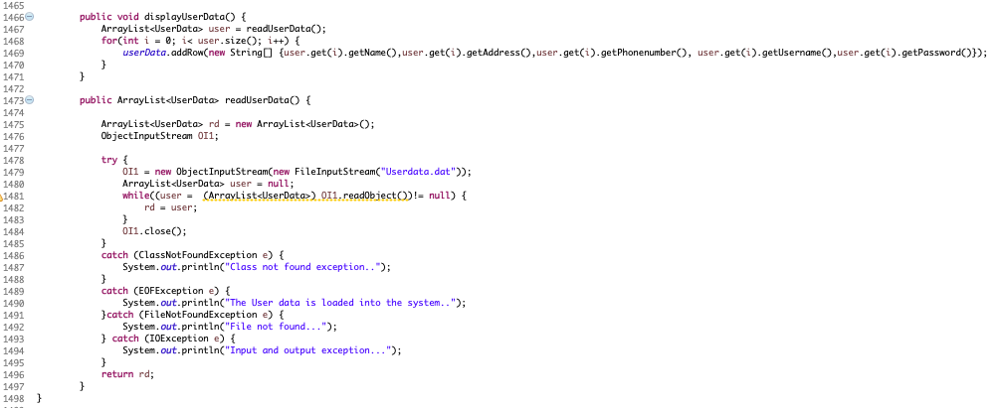 1465
1466 public void displayUserData() {
1467 ArrayList<UserData> user = readUserData();
1468 for(int i = 0; i< user.size(); i++) {
1469 userData.addRow(new String[] {user.get(i).getName(),user.get(i).getAddress(),user.get(i).getPhonenumber(), user.get(i).getUsername(),user.get(i).getPassword()});
1470 }
1471 }
1472
1473 public ArrayList<UserData> readUserData() {
1474
1475 ArrayList<UserData> rd = new ArrayList<UserData>();
1476 ObjectInputStream OI1;
1477
1478 try {
1479 OI1 = new ObjectInputStream(new FileInputStream("Userdata.dat"));
1480 ArrayList<UserData> user = null;
1481 while((user =  (ArrayList<UserData>) OI1.readObject())!= null) {
1482 rd = user;
1483 }
1484 OI1.close();
1485 }
1486 catch (ClassNotFoundException e) {
1487 System.out.println("Class not found exception..");
1488 }
1489 catch (EOFException e) {
1490 System.out.println("The User data is loaded into the system..");
1491 }catch (FileNotFoundException e) {
1492 System.out.println("File not found...");
1493 } catch (IOException e) {
1494 System.out.println("Input and output exception...");
1495 }
1496 return rd;
1497 }
1498 }